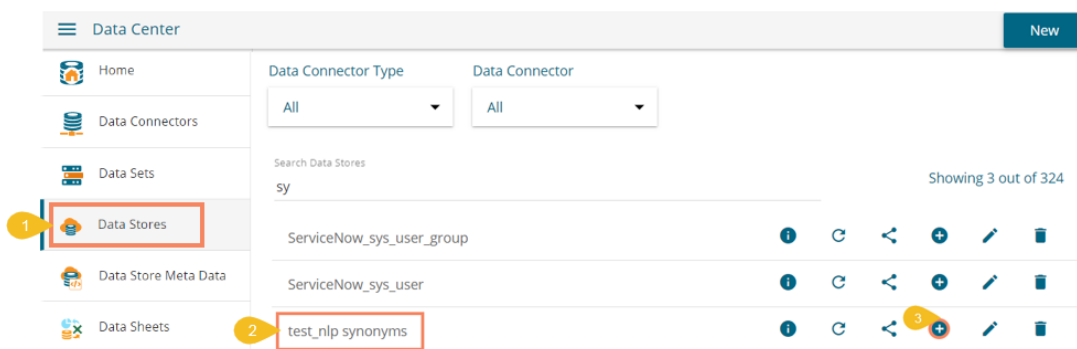 Data Center
New
Home
Data Connectors
Data Sets
1
Data Stores
Data Store Meta Data
Data Sheets
Data Connector Type
Data Connector
All
All
Search Data Stores
sy
Showing 3 out of 324
ServiceNow_sys_user_group
ServiceNow_sys_user
2
test_nlp synonyms
3